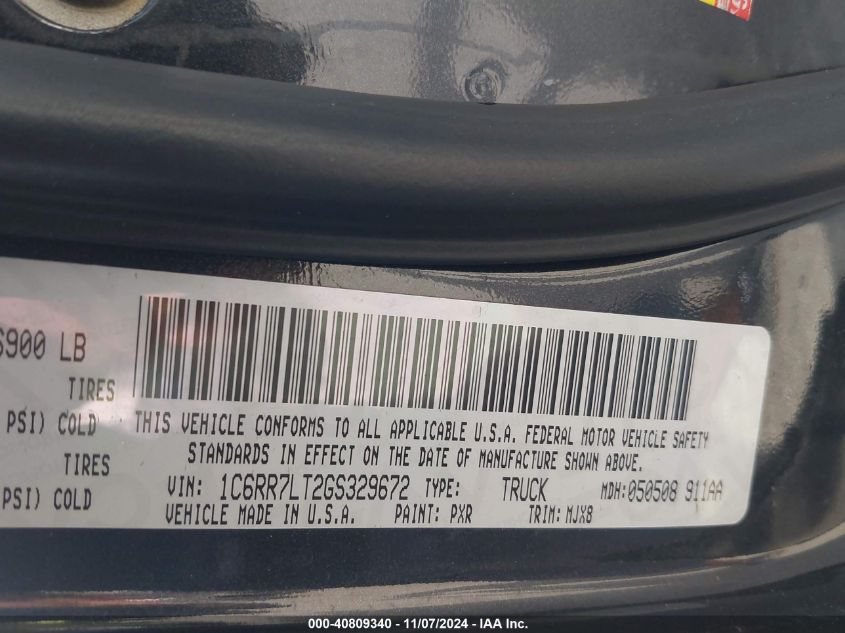 6900 LB
TIRES
PSI) COLD
THIS VEHICLE CONFORMS TO ALL APPLICABLE U.S.A. FEDERAL MOTOR VEHICLE SAFETY
STANDARDS IN EFFECT ON THE DATE OF MANUFACTURE SHOWN ABOVE.
TIRES
VIN: 1C6RR7LT2GS329672 TYPE: TRUCK MDH:050508 911AA
PSI) COLD
VEHICLE MADE IN U.S.A. PAINT: PXR TRIM: MJX8
000-40809340 - 11/07/2024 - IAA Inc.